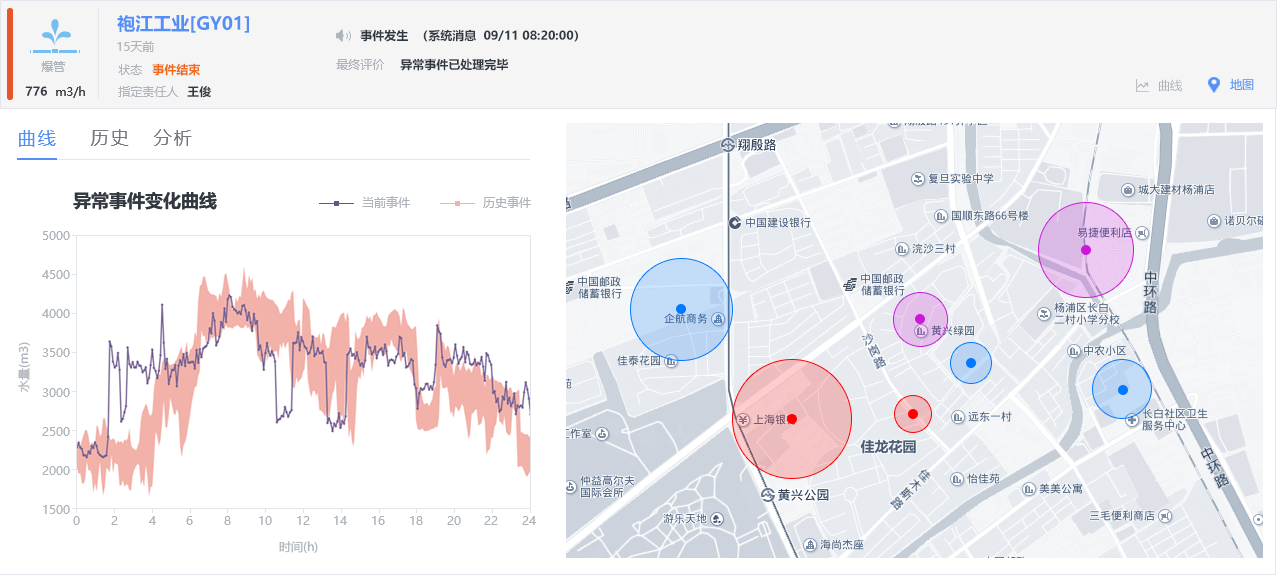 袍江工业[GY01]
15天前
爆管
776 m3/h
状态 事件结束
指定责任人 王俊
事件发生 (系统消息 09/11 08:20:00)
最终评价 异常事件已处理完毕
曲线 地图
曲线 历史 分析
异常事件变化曲线
当前事件 历史事件
水量(m3)
5000
4500
4000
3500
3000
2500
2000
1500
0 2 4 6 8 10 12 14 16 18 20 22 24
时间(h)
翔殷路
复旦实验中学
城大建材杨浦店
国顺东路66号楼
诺贝尔
中国建设银行
易捷便利店
浣沙三村
中国邮政
储蓄银行
中国邮政
储蓄银行
中环路
企航商务
黄兴绿园
杨浦区长白
二村小学分校
佳泰花园
中农小区
上海银
远东一村
长白社区卫生
服务中心
工作室
佳龙花园
中环路
仲益高尔夫
国际会所
黄兴公园
怡佳苑
佳木斯路
美美公寓
游乐天地
三毛便利商店
海尚杰座